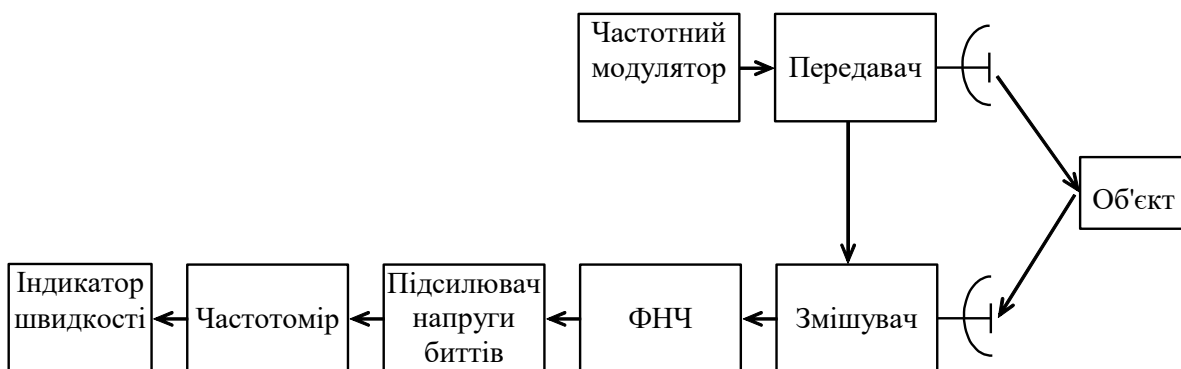 Частотний
модулятор
Передавач
Об'єкт
Індикатор
швидкості
Частотомір
Підсилювач
напруги
биттів
ФНЧ
Змішувач